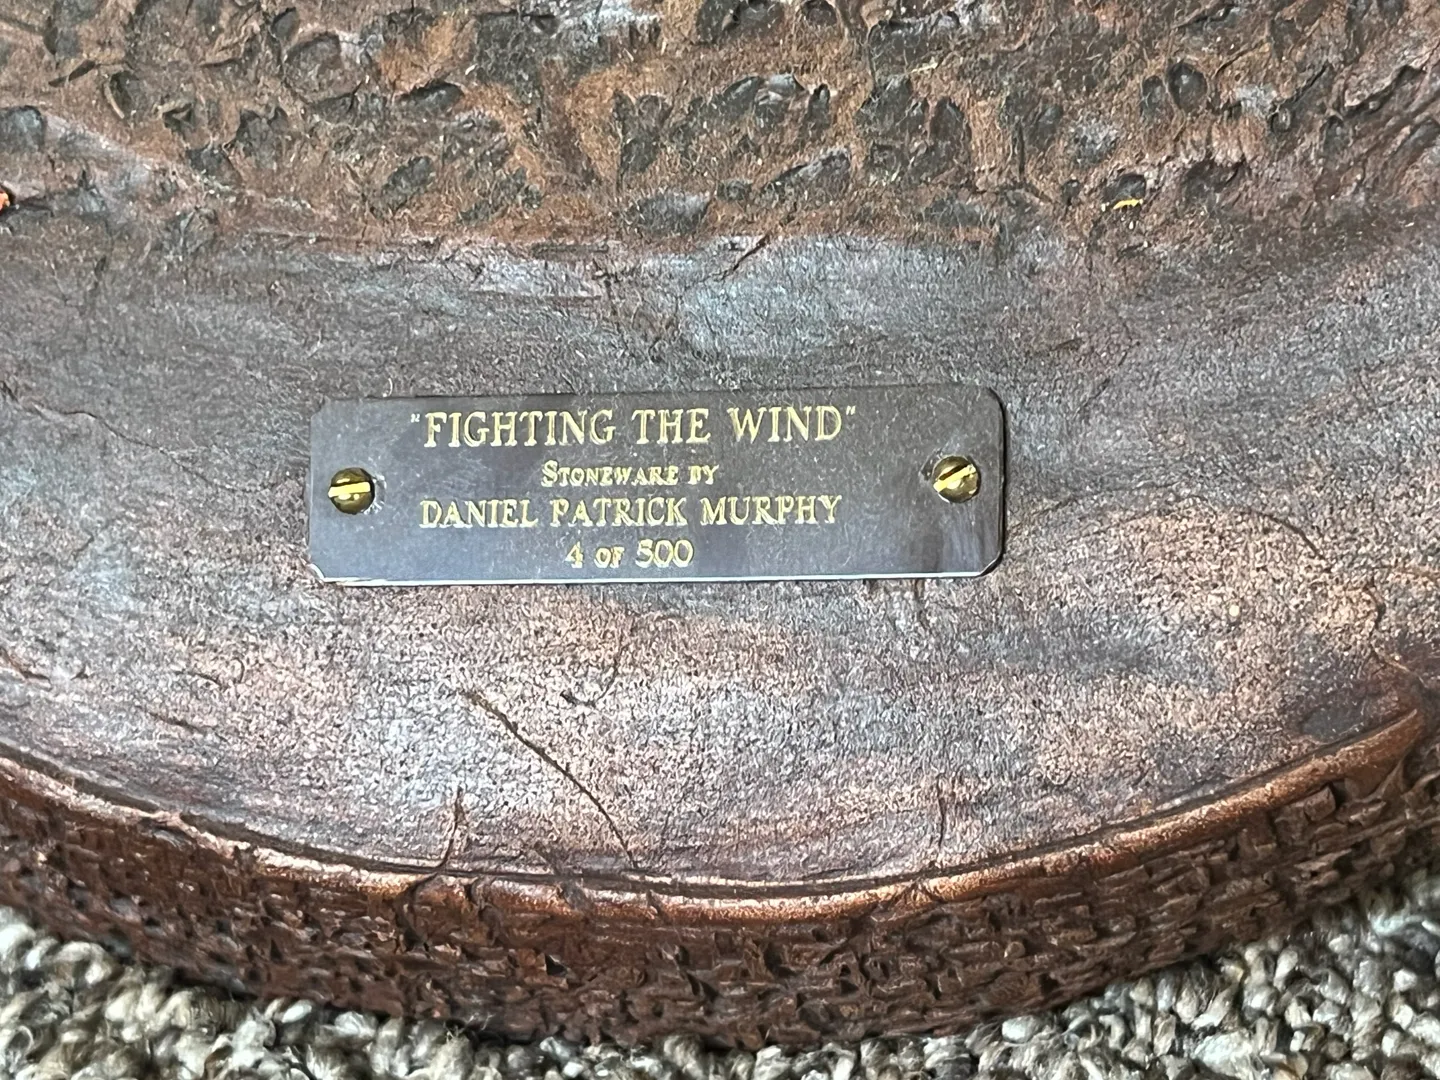 "FIGHTING THE WIND"
STONEWARE BY
DANIEL PATRICK MURPHY
4 OF 500